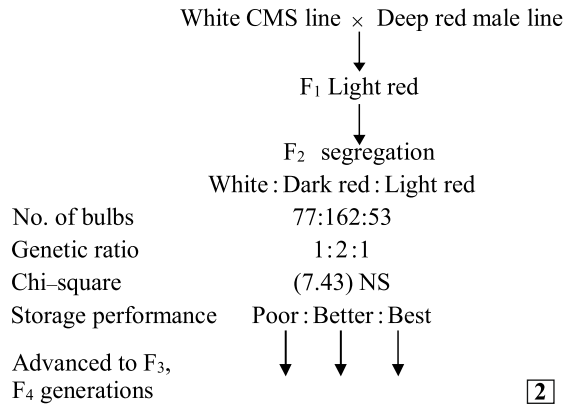 White CMS line × Deep red male line
F₁ Light red
F₂ segregation
White : Dark red : Light red
No. of bulbs 77:162:53
Genetic ratio 1:2:1
Chi–square (7.43) NS
Storage performance Poor : Better : Best
Advanced to F₃,
F₄ generations
2